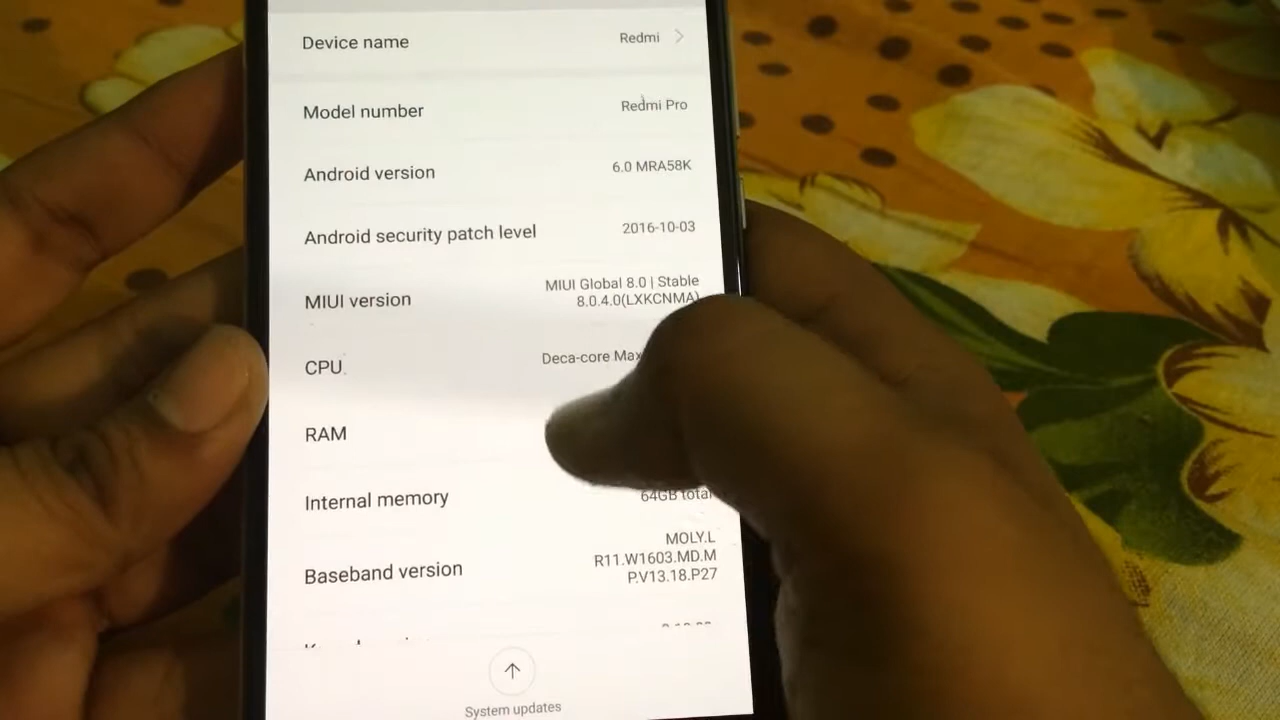 Device name
Redmi
Model number
Redmi Pro
Android version
6.0 MRA58K
Android security patch level
2016-10-03
MIUI version
MIUI Global 8.0 | Stable
8.0.4.0(LXKCNMA)
CPU
Deca-core Max
RAM
Internal memory
64GB total
Baseband version
MOLY.L
R11.W1603.MD.M
P.V13.18.P27
System updates